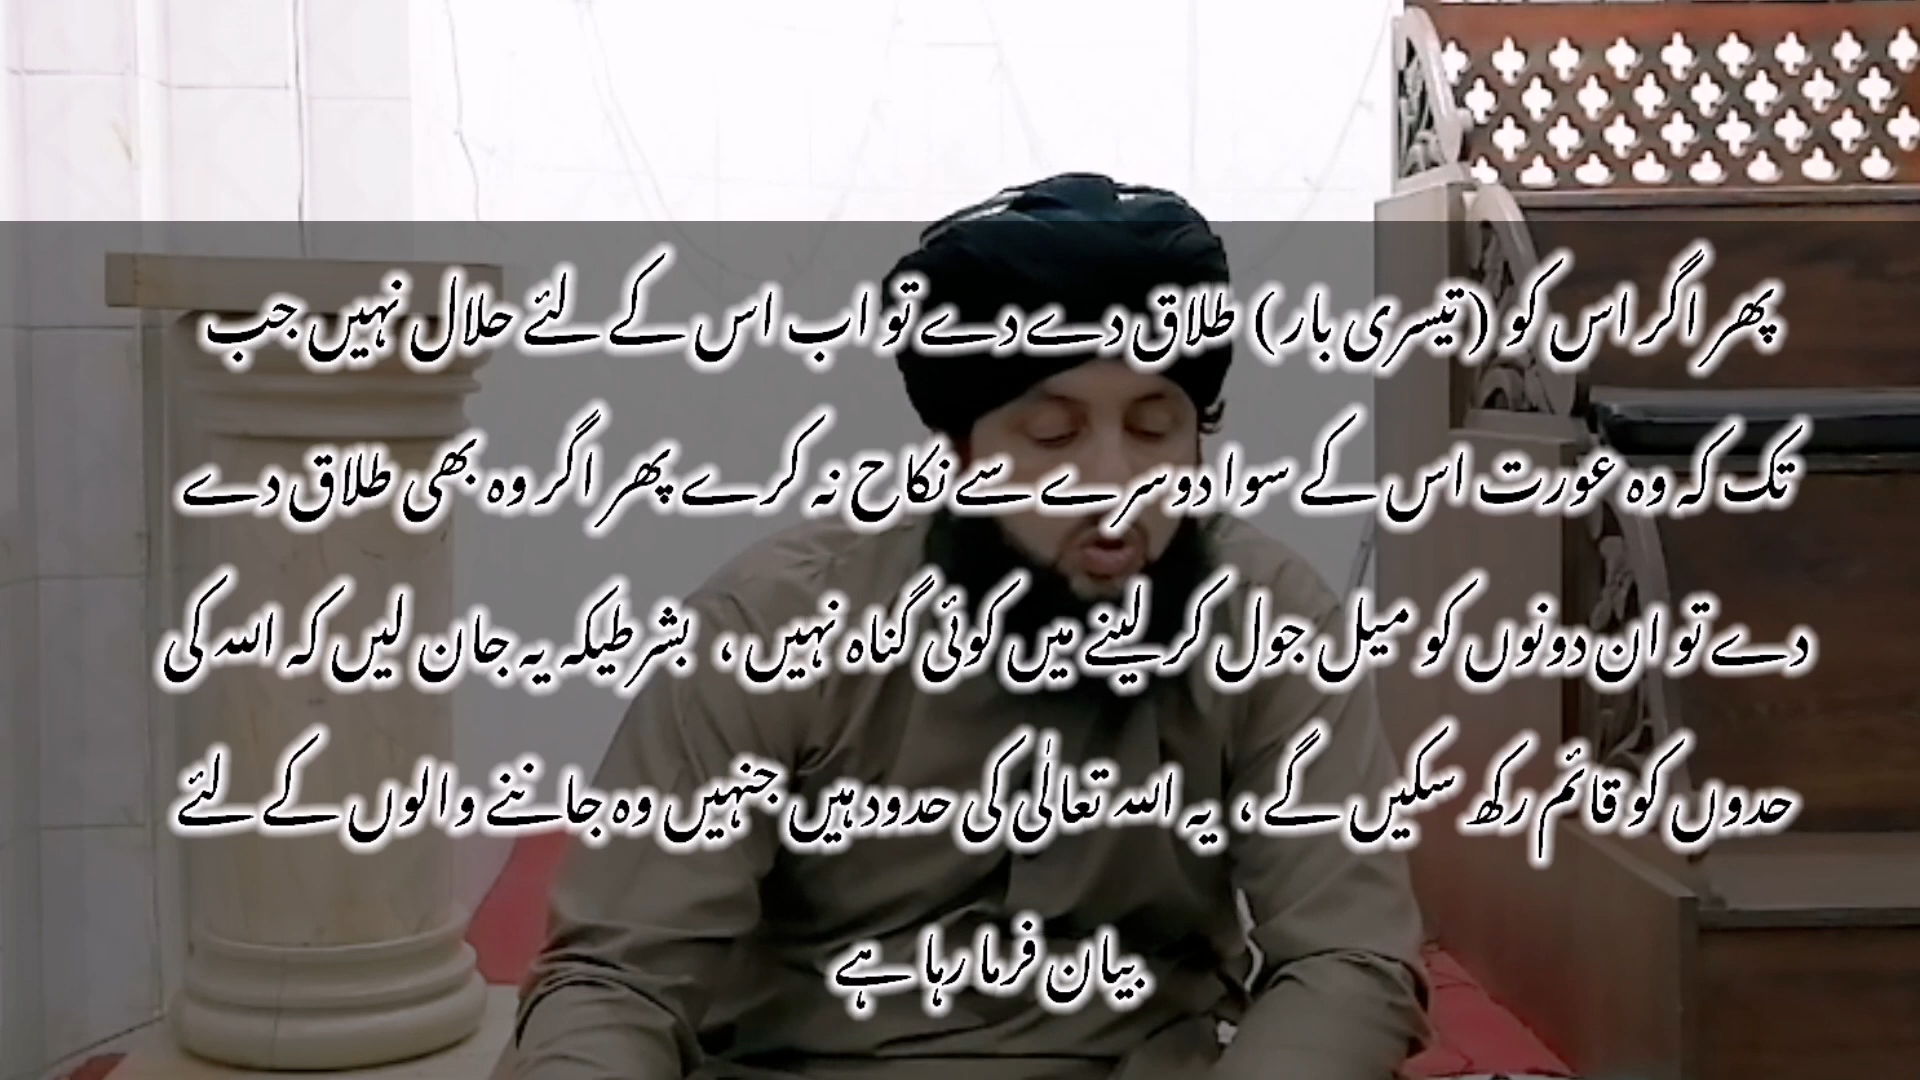 پھر اگر اس کو (تیسری بار) طلاق دے دے تو اب اس کے لئے حلال نہیں جب
تک کہ وہ عورت اس کے سوا دوسرے سے نکاح نہ کرے پھر اگر وہ بھی طلاق دے
دے تو ان دونوں کو میل جول کرلینے میں کوئی گناہ نہیں، بشرطیکہ یہ جان لیں کہ اللہ کی
حدوں کو قائم رکھ سکیں گے، یہ اللہ تعالٰی کی حدود ہیں جنہیں وہ جاننے والوں کے لئے
بیان فرما رہا ہے